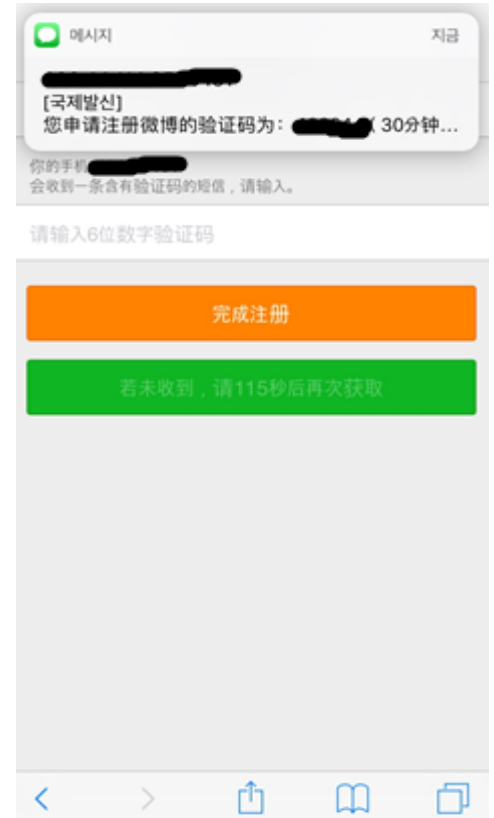 메시지 지금
[국제발신]
您申请注册微博的验证码为: ( 30分钟...
你的手机
会收到一条含有验证码的短信，请输入。
请输入6位数字验证码
完成注册
若未收到，请115秒后再次获取